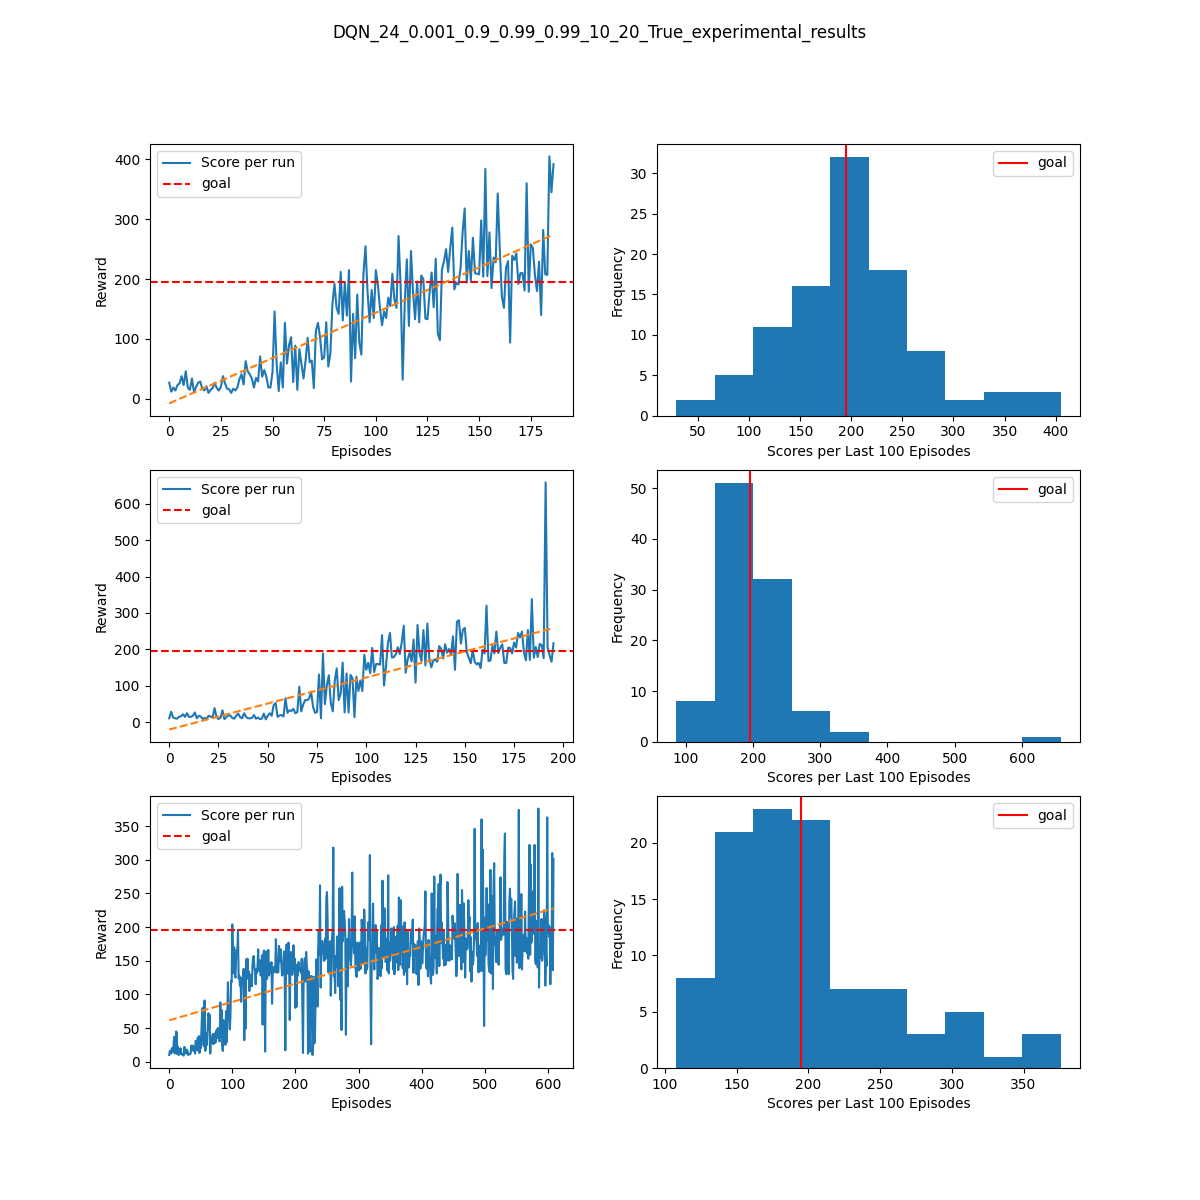 DQN_24_0.001_0.9_0.99_0.99_10_20_True_experimental_results
Score per run
goal
400
300
200
100
0
Reward
0 25 50 75 100 125 150 175
Episodes
goal
30
25
20
15
10
5
0
Frequency
50 100 150 200 250 300 350 400
Scores per Last 100 Episodes
Score per run
goal
600
500
400
300
200
100
0
Reward
0 25 50 75 100 125 150 175 200
Episodes
goal
50
40
30
20
10
0
Frequency
100 200 300 400 500 600
Scores per Last 100 Episodes
Score per run
goal
350
300
250
200
150
100
50
0
Reward
0 100 200 300 400 500 600
Episodes
goal
20
15
10
5
0
Frequency
100 150 200 250 300 350
Scores per Last 100 Episodes